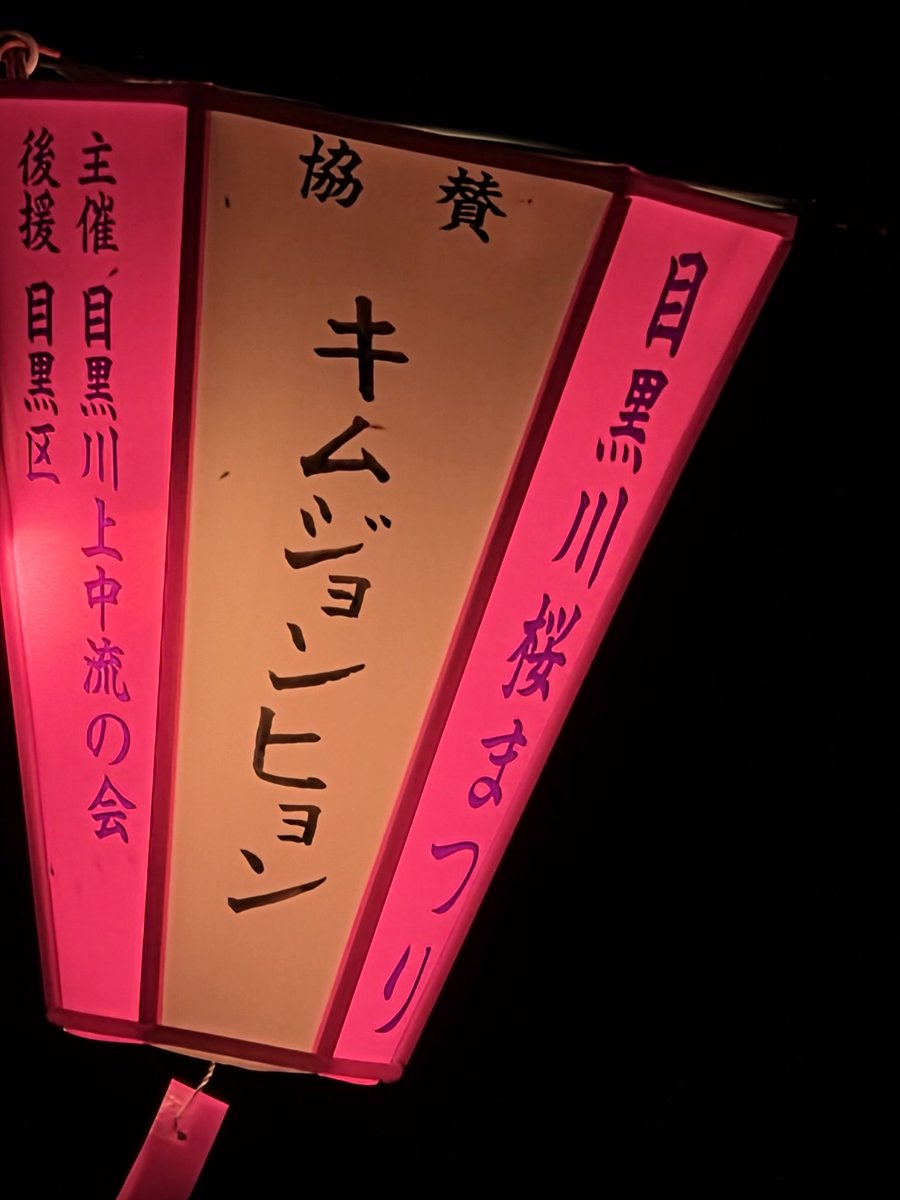 目黒川桜まつり
協賛
キムジョンヒョン
主催 目黒川上中流の会
後援 目黒区